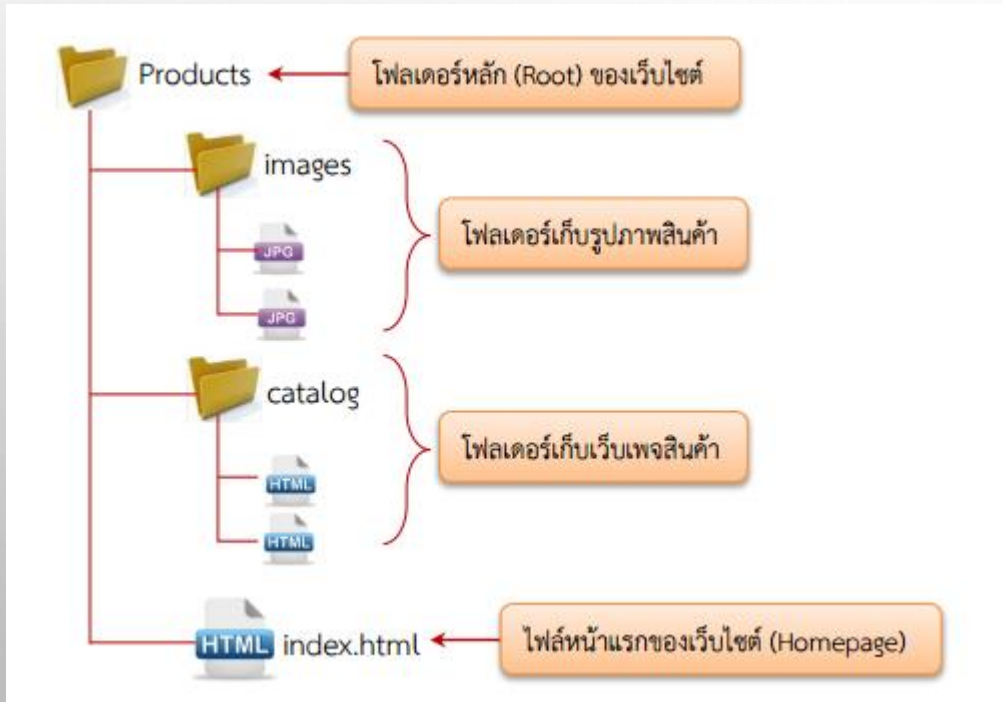 Products
โฟลเดอร์หลัก (Root) ของเว็บไซต์
images
โฟลเดอร์เก็บรูปภาพสินค้า
JPG
JPG
catalog
โฟลเดอร์เก็บเว็บเพจสินค้า
HTML
HTML
HTML index.html
ไฟล์หน้าแรกของเว็บไซต์ (Homepage)